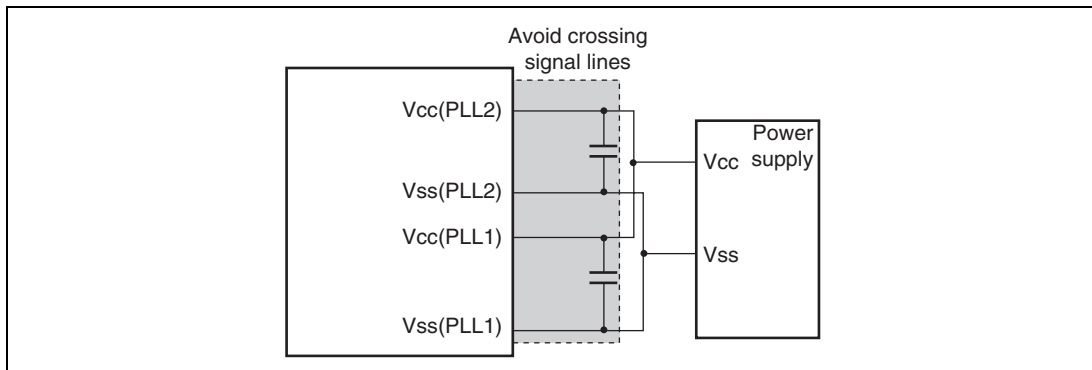 Avoid crossing
signal lines
Vcc(PLL2)
Vss(PLL2)
Vcc(PLL1)
Vss(PLL1)
Power
supply
Vcc
Vss